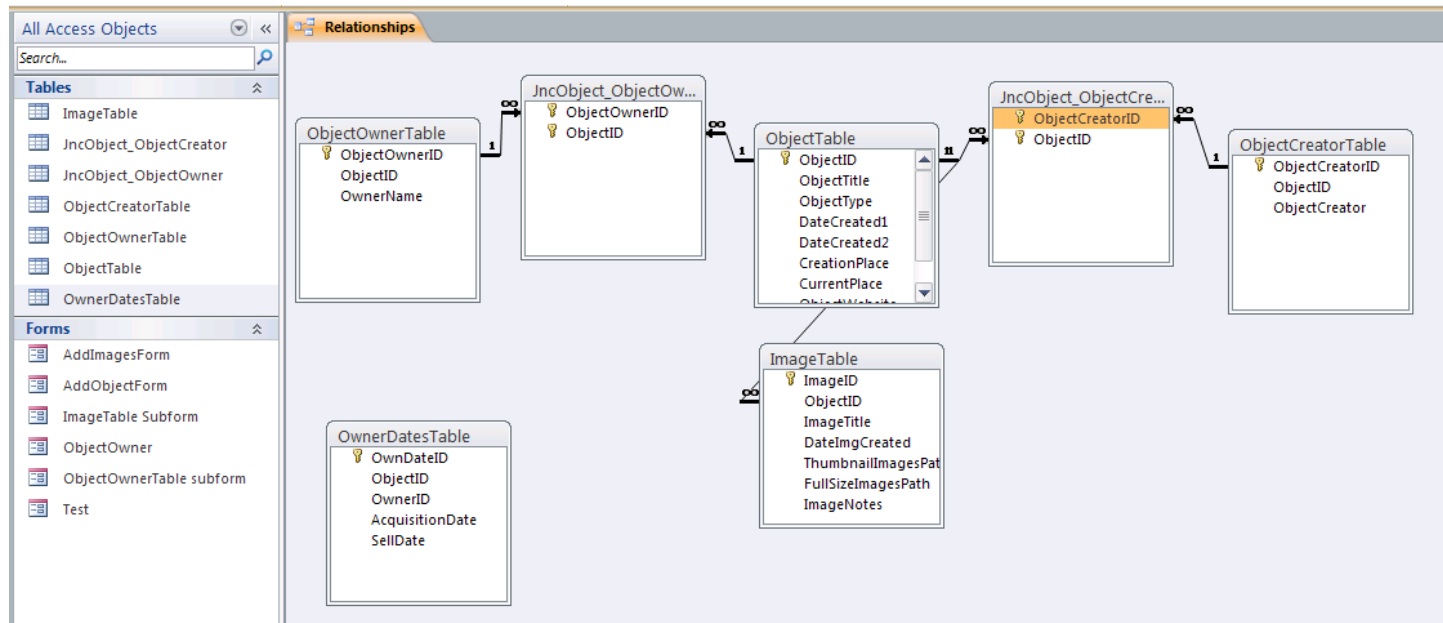 All Access Objects
Search...
Tables
ImageTable
JncObject_ObjectCreator
JncObject_ObjectOwner
ObjectCreatorTable
ObjectOwnerTable
ObjectTable
OwnerDatesTable
Forms
AddImagesForm
AddObjectForm
ImageTable Subform
ObjectOwner
ObjectOwnerTable subform
Test
Relationships
ObjectOwnerTable
ObjectOwnerID
ObjectID
OwnerName
1
∞
JncObject_ObjectOw...
ObjectOwnerID
ObjectID
∞
1
ObjectTable
ObjectID
ObjectTitle
ObjectType
DateCreated1
DateCreated2
CreationPlace
CurrentPlace
ObjectWebsite
11
∞
JncObject_ObjectCre...
ObjectCreatorID
ObjectID
∞
1
ObjectCreatorTable
ObjectCreatorID
ObjectID
ObjectCreator
∞
ImageTable
ImageID
ObjectID
ImageTitle
DateImgCreated
ThumbnailImagesPat
FullSizeImagesPath
ImageNotes
OwnerDatesTable
OwnDateID
ObjectID
OwnerID
AcquisitionDate
SellDate